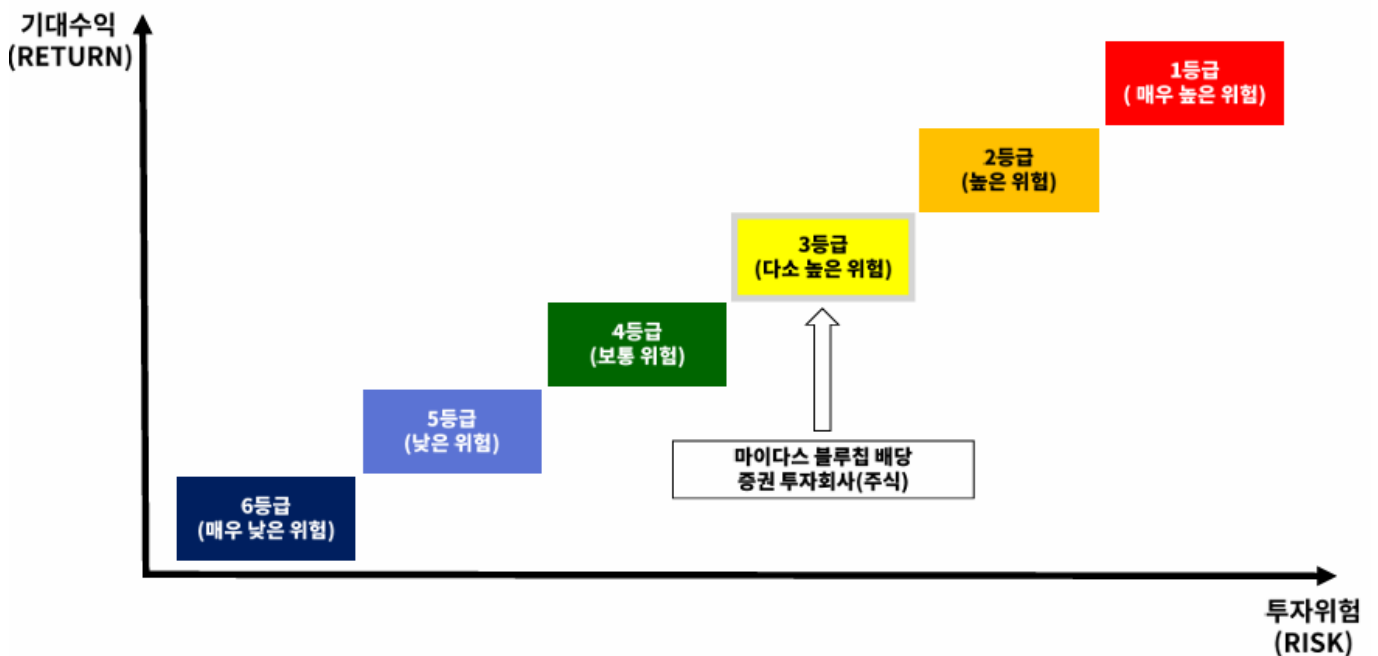 기대수익
(RETURN)
1등급
( 매우 높은 위험)
2등급
(높은 위험)
3등급
(다소 높은 위험)
4등급
(보통 위험)
5등급
(낮은 위험)
마이다스 블루칩 배당
증권 투자회사(주식)
6등급
(매우 낮은 위험)
투자위험
(RISK)